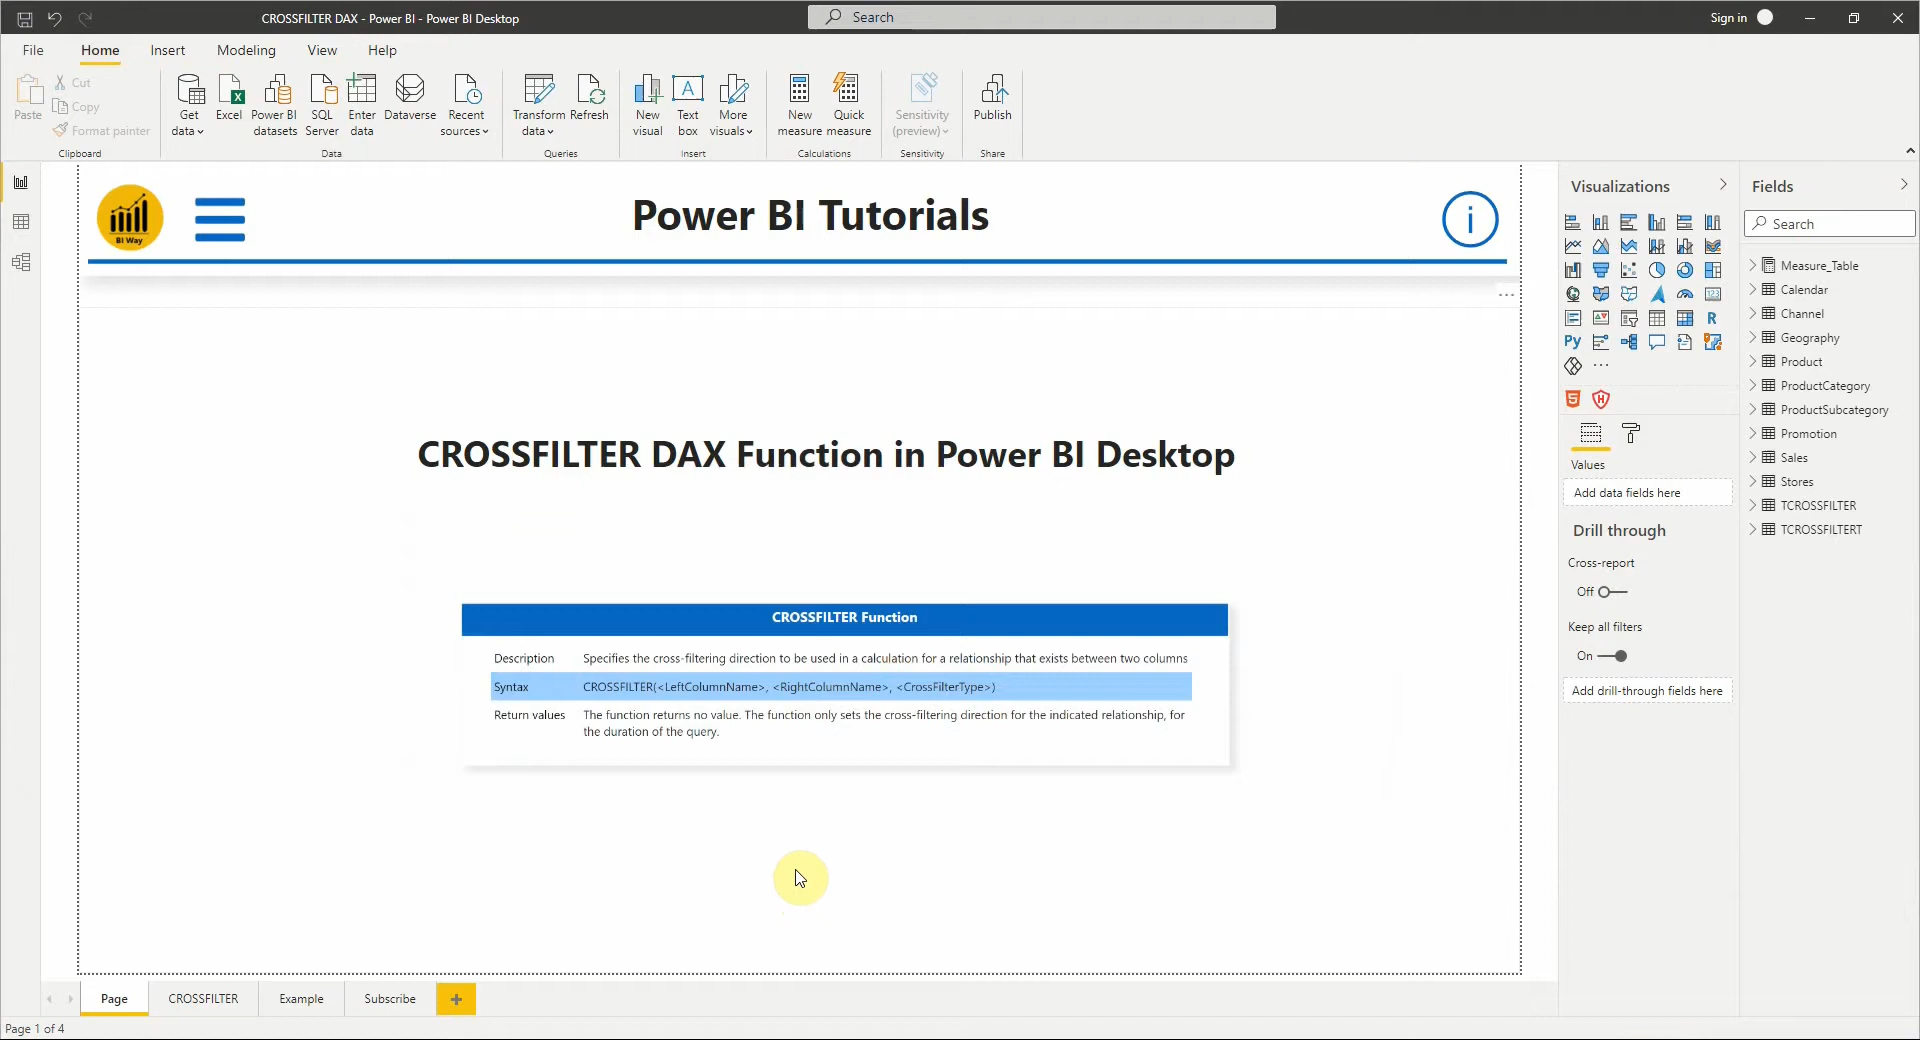 CROSSFILTER DAX - Power BI - Power BI Desktop
Search
Sign in
File Home Insert Modeling View Help
Paste
Cut
Copy
Format painter
Clipboard
Get data
Excel
Power BI datasets
SQL Server
Enter data
Dataverse
Recent sources
Data
Transform data
Refresh
Queries
New visual
Text box
More visuals
Insert
New measure
Quick measure
Calculations
Sensitivity (preview)
Sensitivity
Publish
Share
BI Way
Power BI Tutorials
i
CROSSFILTER DAX Function in Power BI Desktop
CROSSFILTER Function
Description Specifies the cross-filtering direction to be used in a calculation for a relationship that exists between two columns
Syntax CROSSFILTER(<LeftColumnName>, <RightColumnName>, <CrossFilterType>)
Return values The function returns no value. The function only sets the cross-filtering direction for the indicated relationship, for
the duration of the query.
Visualizations
R
Py
Values
Add data fields here
Drill through
Cross-report
Off
Keep all filters
On
Add drill-through fields here
Fields
Search
Measure_Table
Calendar
Channel
Geography
Product
ProductCategory
ProductSubcategory
Promotion
Sales
Stores
TCROSSFILTER
TCROSSFILTERT
Page CROSSFILTER Example Subscribe +
Page 1 of 4